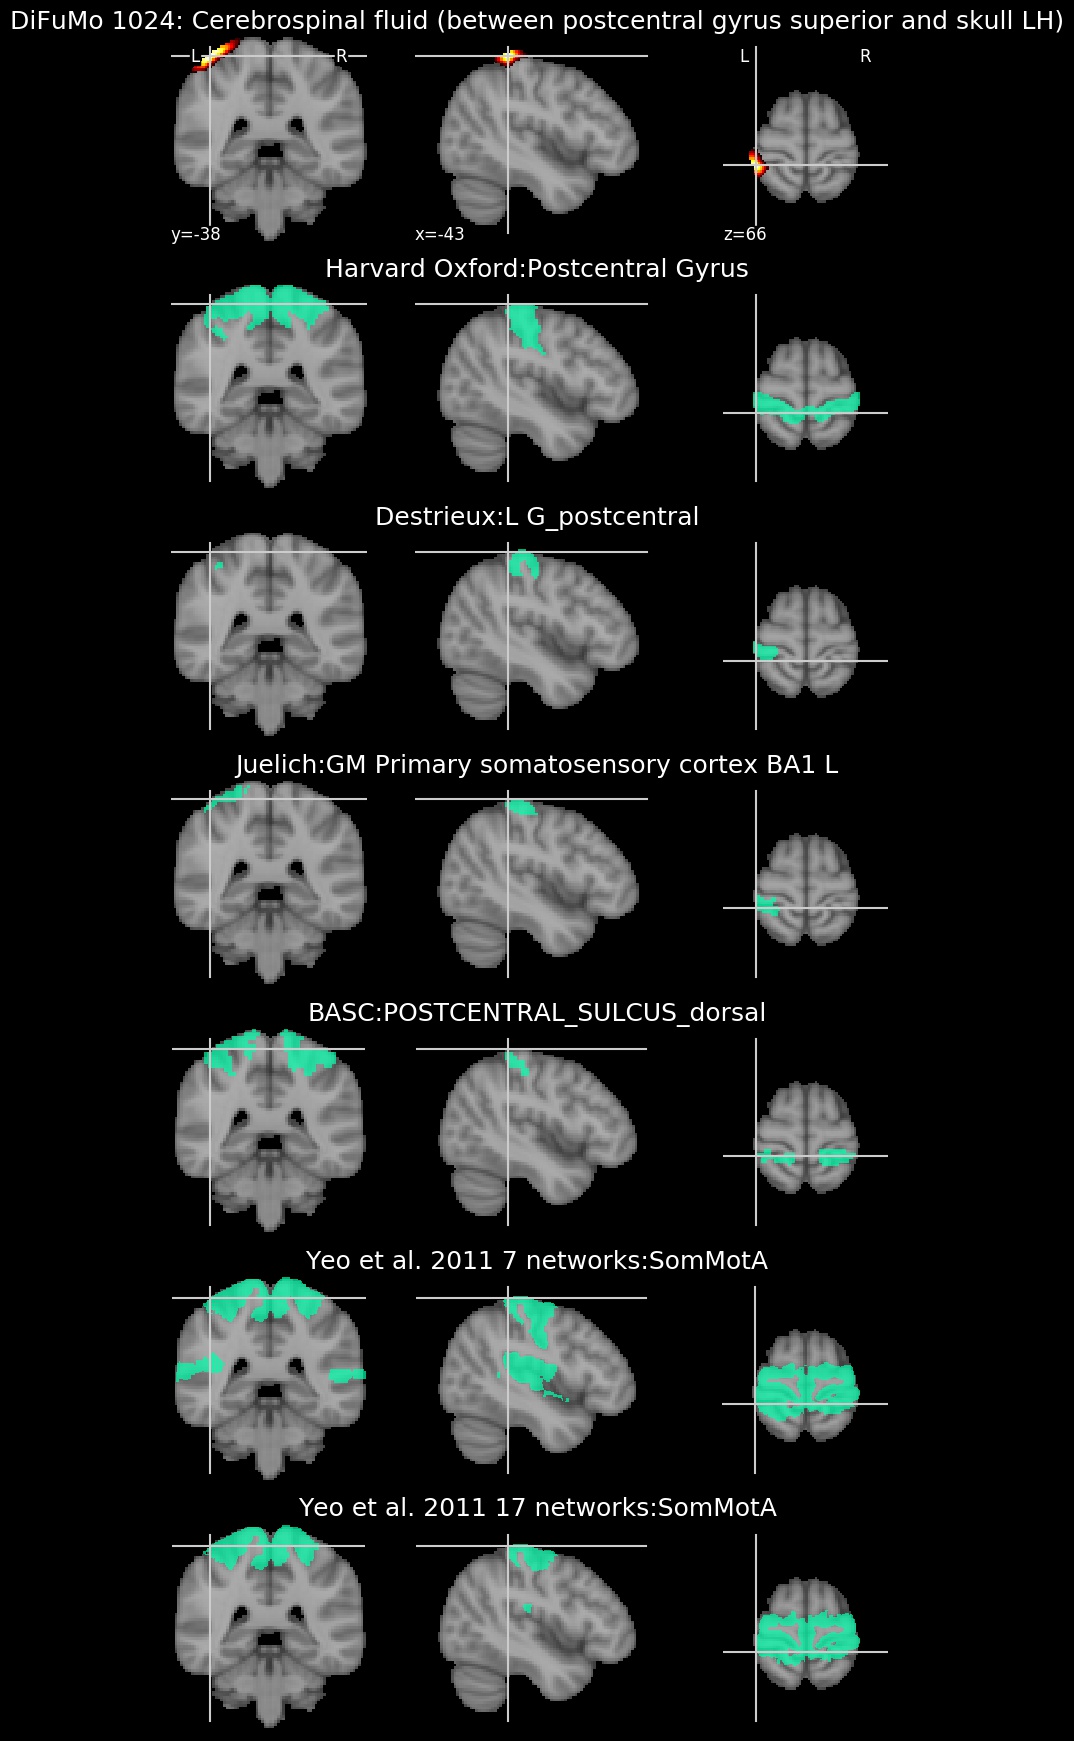 DiFuMo 1024: Cerebrospinal fluid (between postcentral gyrus superior and skull LH)
L R L R
y=-38 x=-43 z=66
Harvard Oxford:Postcentral Gyrus
Destrieux:L G_postcentral
Juelich:GM Primary somatosensory cortex BA1 L
BASC:POSTCENTRAL_SULCUS_dorsal
Yeo et al. 2011 7 networks:SomMotA
Yeo et al. 2011 17 networks:SomMotA